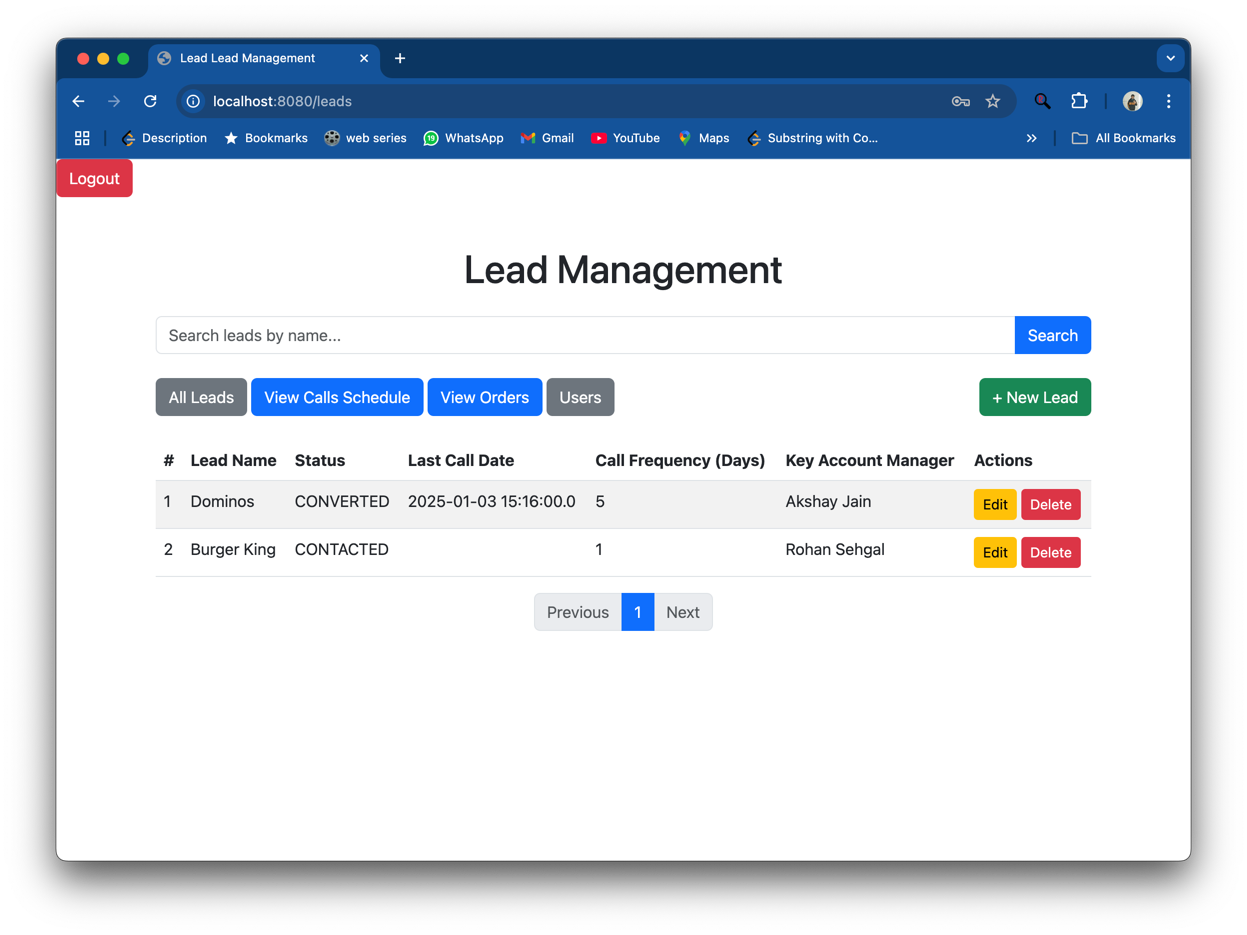 Lead Lead Management
localhost:8080/leads
Description Bookmarks web series 19 WhatsApp Gmail YouTube Maps Substring with Co... All Bookmarks
Logout
Lead Management
Search leads by name... Search
All Leads View Calls Schedule View Orders Users + New Lead
# Lead Name Status Last Call Date Call Frequency (Days) Key Account Manager Actions
1 Dominos CONVERTED 2025-01-03 15:16:00.0 5 Akshay Jain Edit Delete
2 Burger King CONTACTED 1 Rohan Sehgal Edit Delete
Previous 1 Next